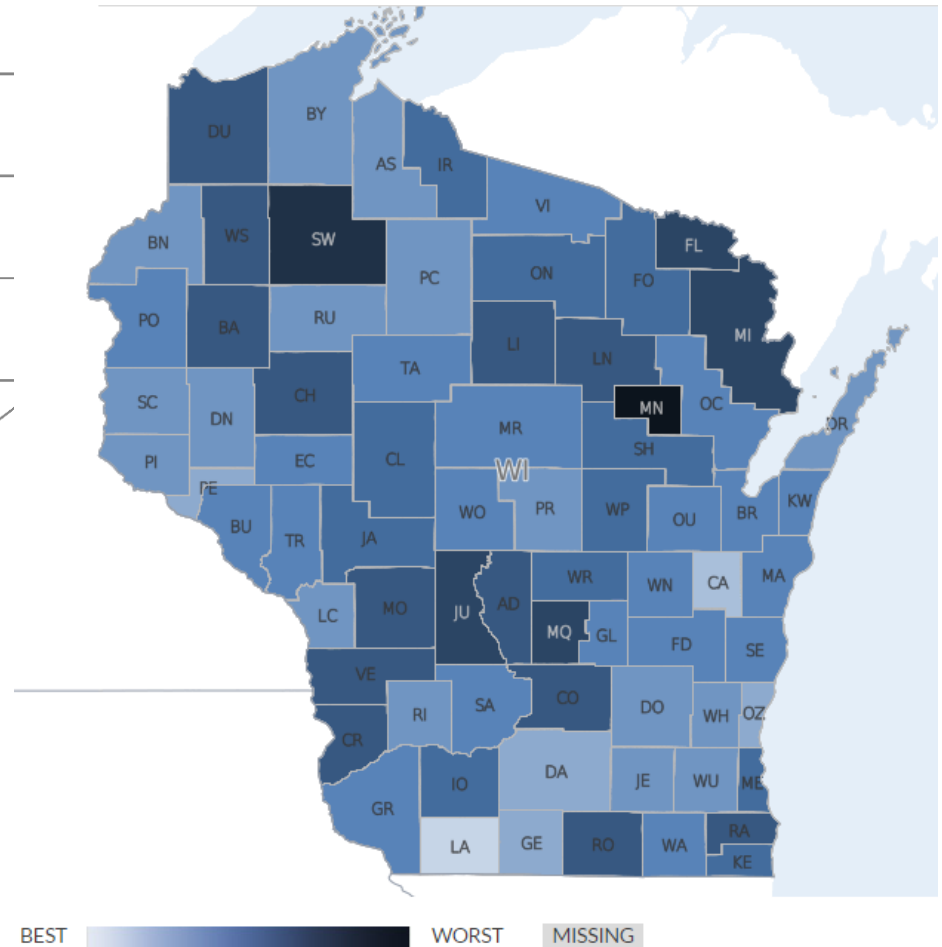 BY
DU
AS
IR
VI
BN
WS
SW
FL
PC
ON
FO
PO
BA
RU
LI
LN
MI
TA
SC
DN
CH
MN
OC
DR
MR
SH
PI
EC
CL
WI
PE
BU
TR
JA
WO
PR
WP
OU
BR
KW
LC
MO
JU
AD
WR
WN
CA
MA
MQ
GL
FD
SE
VE
RI
SA
CO
DO
WH
OZ
CR
GR
IO
DA
JE
WU
ME
LA
GE
RO
WA
RA
KE
BEST WORST MISSING